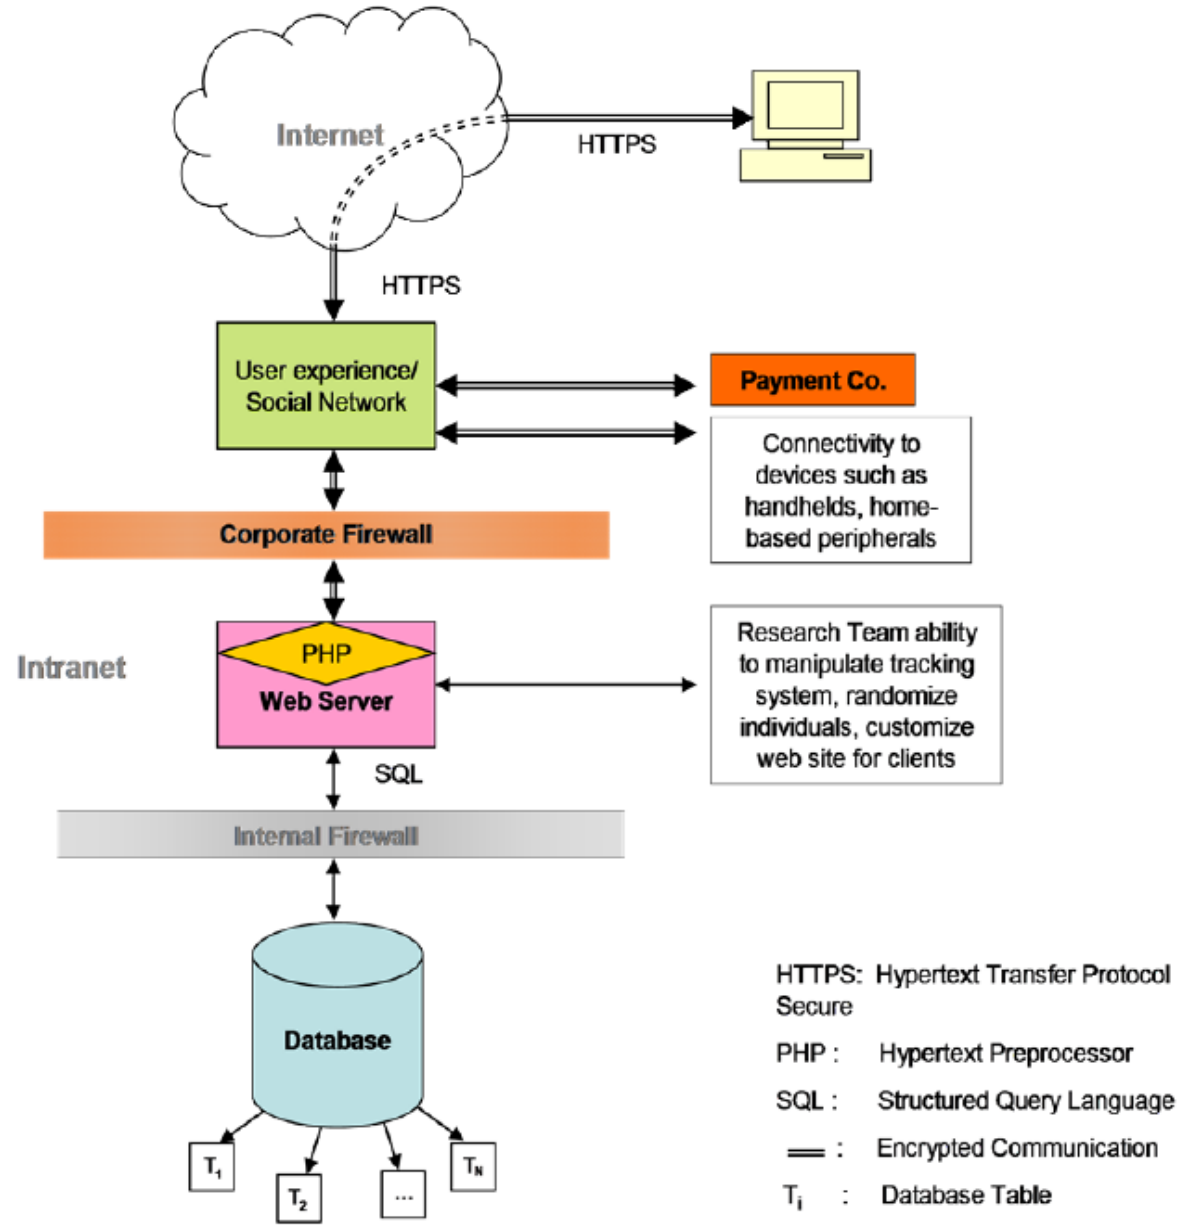 Internet
HTTPS
HTTPS
User experience/
Social Network
Payment Co.
Connectivity to
devices such as
handhelds, home-
based peripherals
Corporate Firewall
Intranet
PHP
Web Server
Research Team ability
to manipulate tracking
system, randomize
individuals, customize
web site for clients
SQL
Internal Firewall
Database
T1
T2
...
TN
HTTPS: Hypertext Transfer Protocol
Secure
PHP : Hypertext Preprocessor
SQL : Structured Query Language
: Encrypted Communication
Ti : Database Table